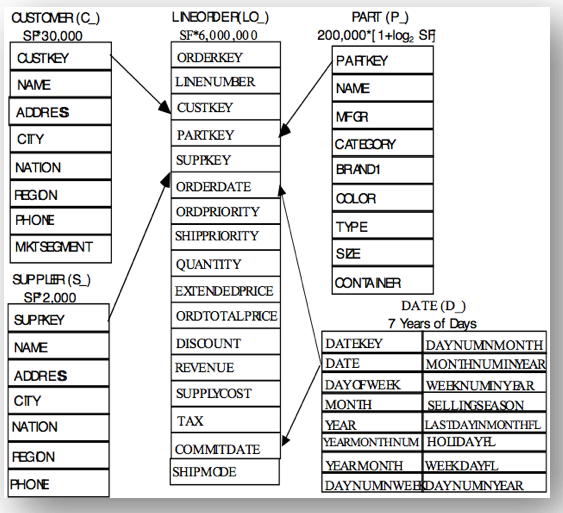 CUSTOMER (C_)
SF*30,000
CUSTKEY
NAME
ADDRESS
CITY
NATION
REGION
PHONE
MKTSEGMENT
SUPPLIER (S_)
SF*2,000
SUPPKEY
NAME
ADDRESS
CITY
NATION
REGION
PHONE
LINEORDER(LO_)
SF*6,000,000
ORDERKEY
LINENUMBER
CUSTKEY
PARTKEY
SUPPKEY
ORDERDATE
ORDPRIORITY
SHIPPRIORITY
QUANTITY
EXTENDEDPRICE
ORDTOTALPRICE
DISCOUNT
REVENUE
SUPPLYCOST
TAX
COMMITDATE
SHIPMODE
PART (P_)
200,000*[1+log₂ SF]
PARTKEY
NAME
MFGR
CATEGORY
BRAND1
COLOR
TYPE
SIZE
CONTAINER
DATE (D_)
7 Years of Days
DATEKEY DAYNUMNMONTH
DATE MONTHNUMINYEAR
DAYOFWEEK WEEKNUMINYEAR
MONTH SELLINGSEASON
YEAR LASTDAYINMONTHFL
YEARMONTHNUM HOLIDAYFL
YEARMONTH WEEKDAYFL
DAYNUMINWEEK DAYNUMINYEAR